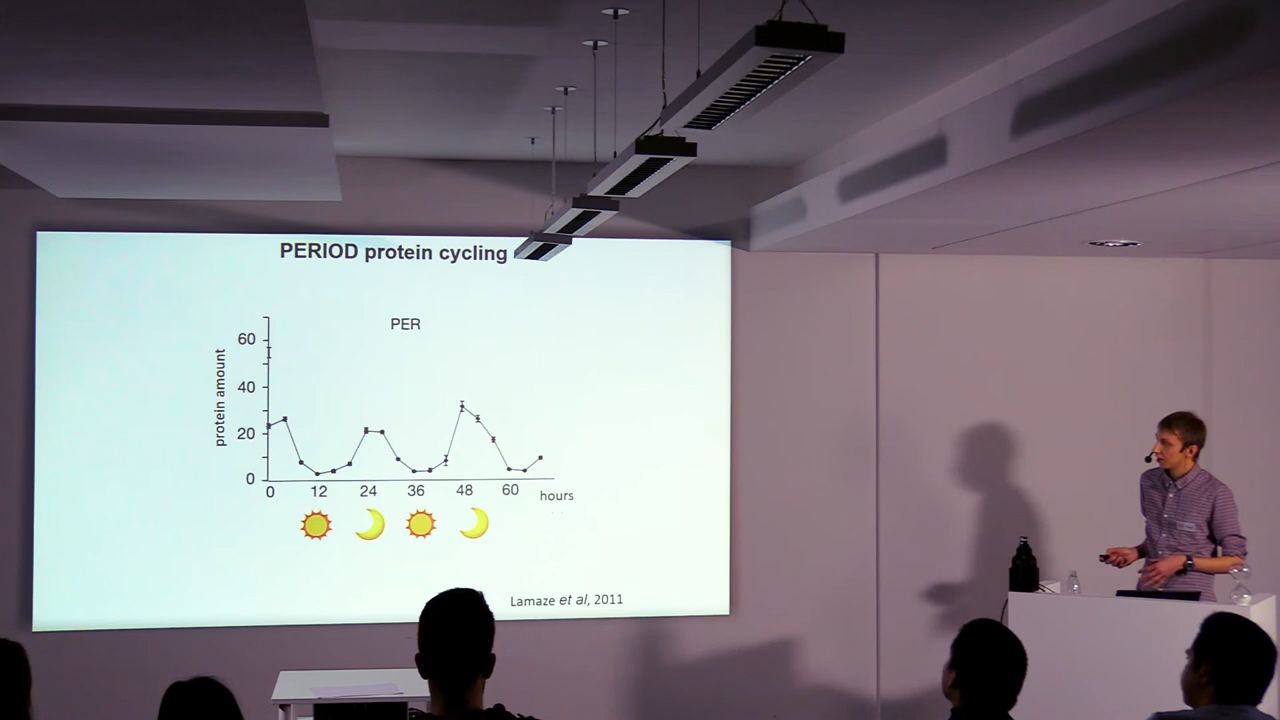 PERIOD protein cycling
PER
protein amount
60
40
20
0
0 12 24 36 48 60
hours
Lamaze et al, 2011